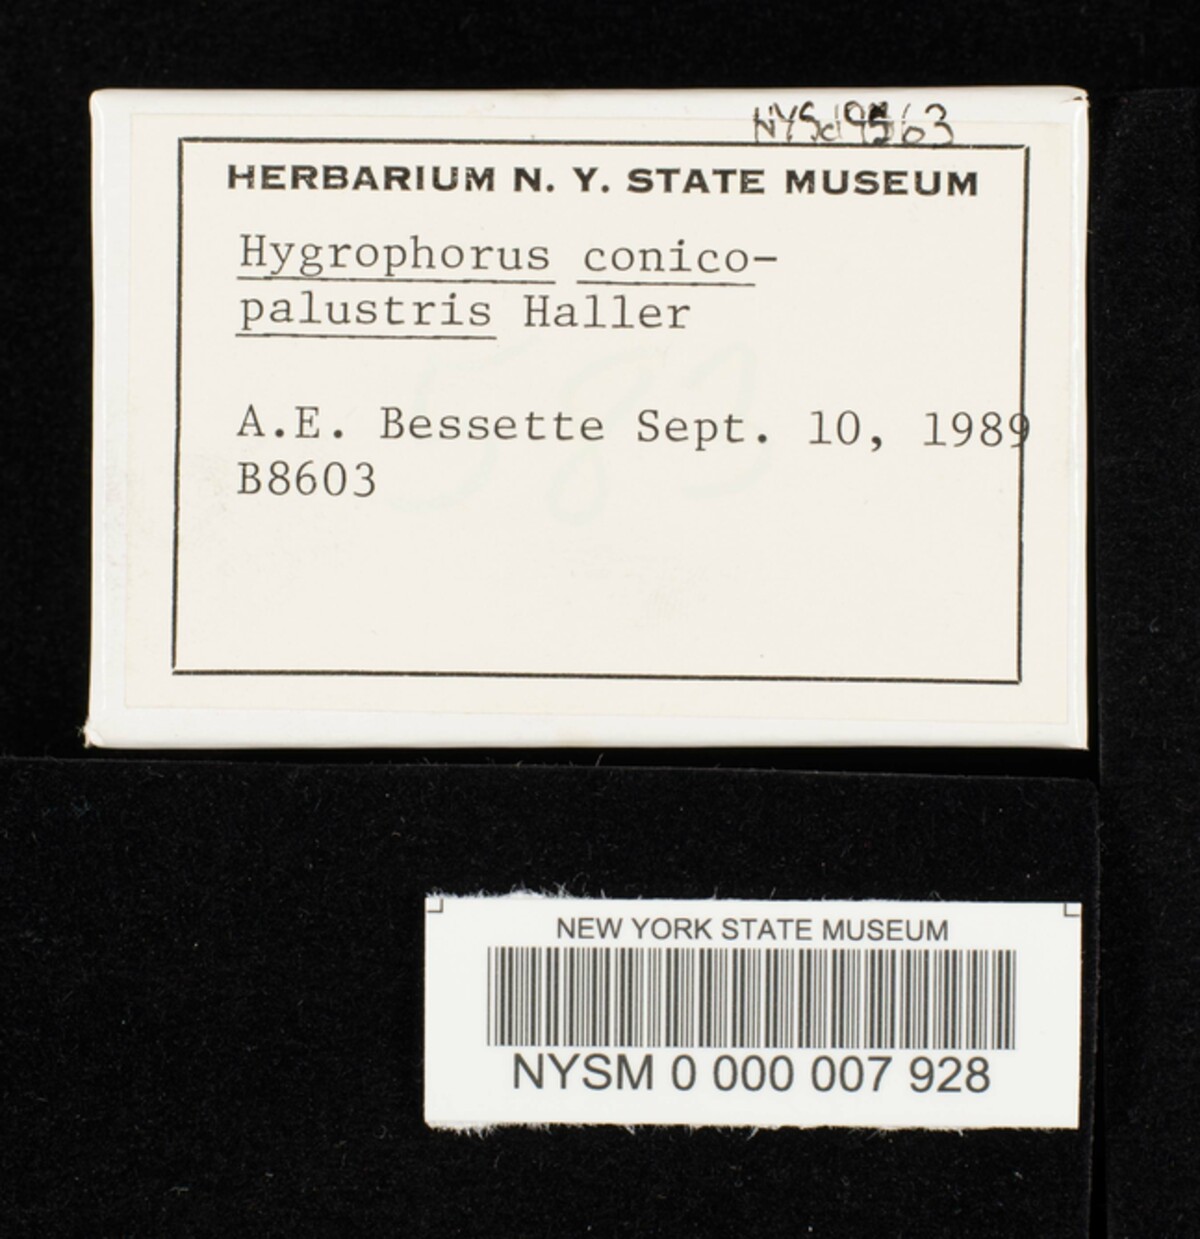 HERBARIUM N. Y. STATE MUSEUM
Hygrophorus conico-
palustris Haller
A.E. Bessette Sept. 10, 1989
B8603
NEW YORK STATE MUSEUM
NYSM 0 000 007 928